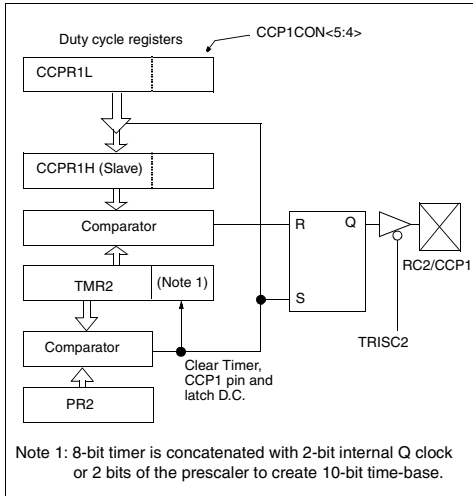 Duty cycle registers
CCP1CON<5:4>
CCPR1L
CCPR1H (Slave)
Comparator
R
Q
RC2/CCP1
TMR2
(Note 1)
S
TRISC2
Comparator
Clear Timer,
CCP1 pin and
latch D.C.
PR2
Note 1: 8-bit timer is concatenated with 2-bit internal Q clock
or 2 bits of the prescaler to create 10-bit time-base.